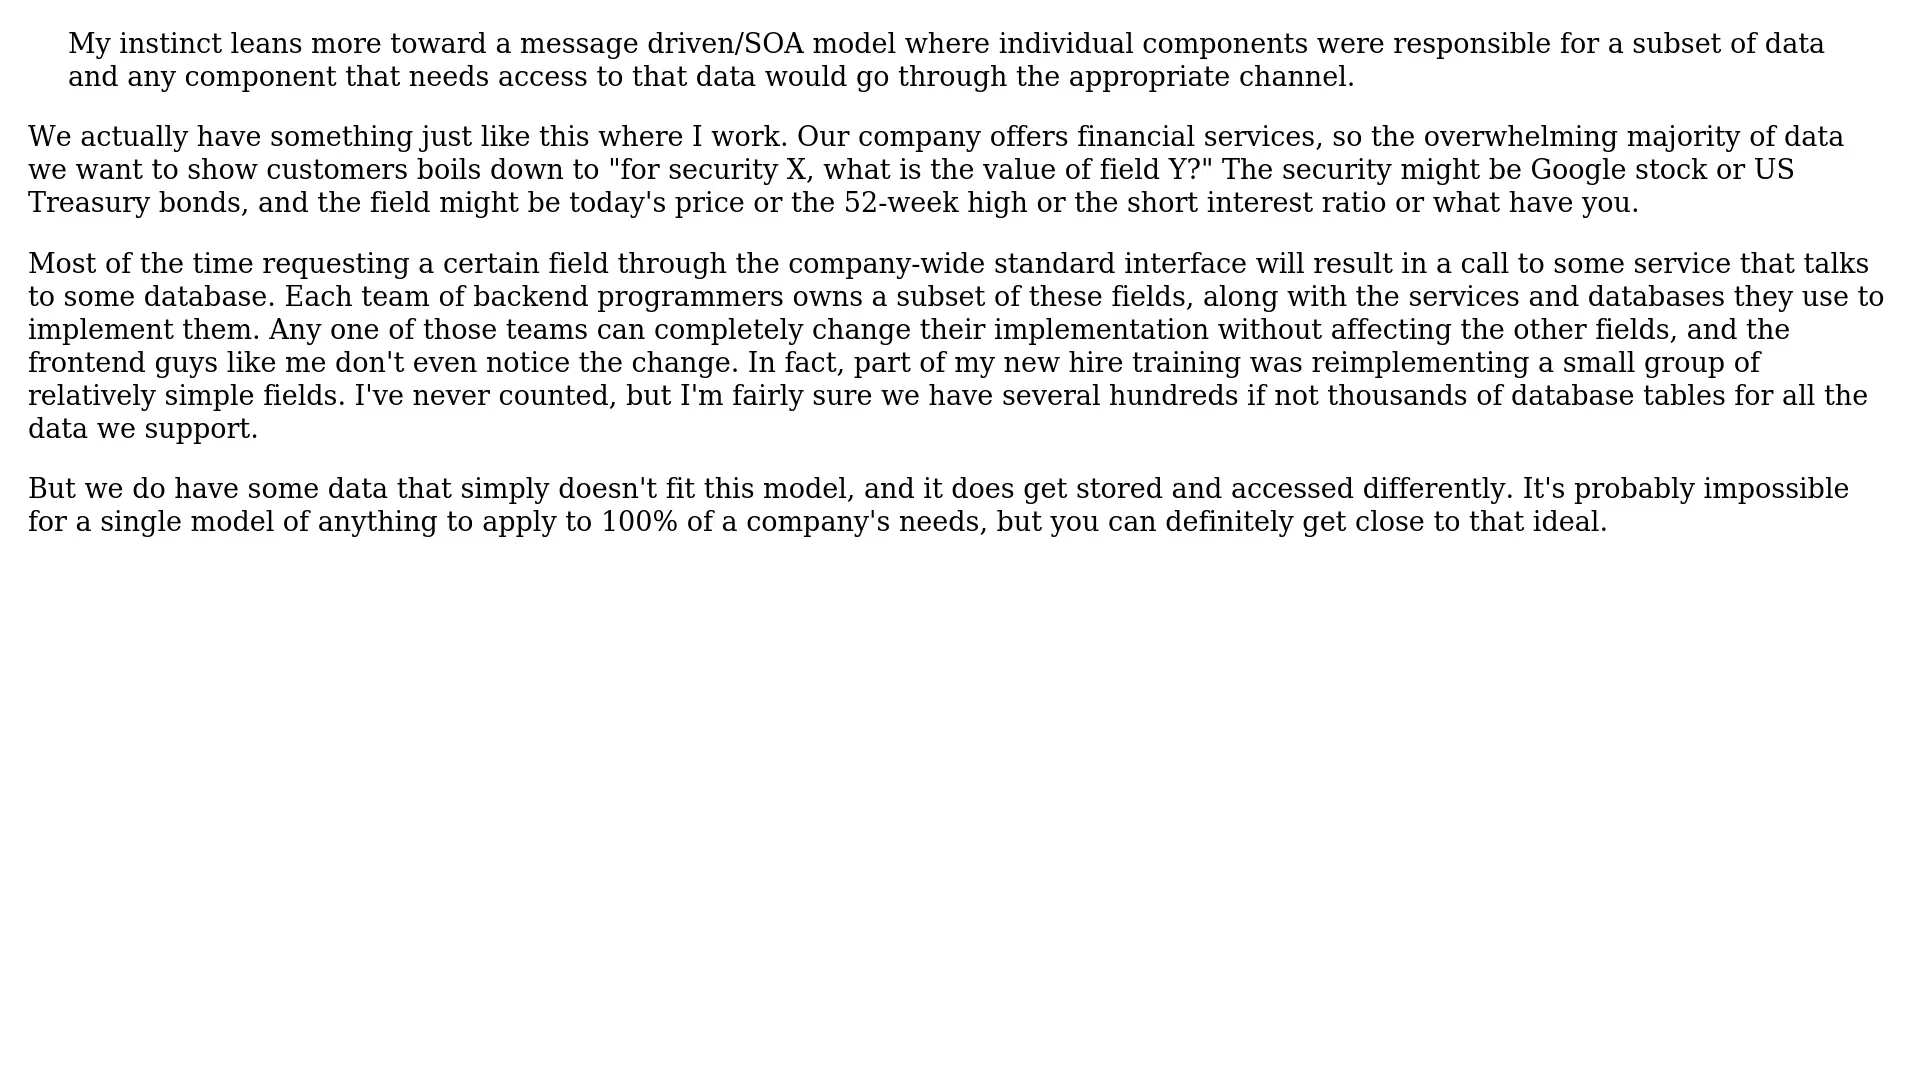 My instinct leans more toward a message driven/SOA model where individual components were responsible for a subset of data
and any component that needs access to that data would go through the appropriate channel.
We actually have something just like this where I work. Our company offers financial services, so the overwhelming majority of data
we want to show customers boils down to "for security X, what is the value of field Y?" The security might be Google stock or US
Treasury bonds, and the field might be today's price or the 52-week high or the short interest ratio or what have you.
Most of the time requesting a certain field through the company-wide standard interface will result in a call to some service that talks
to some database. Each team of backend programmers owns a subset of these fields, along with the services and databases they use to
implement them. Any one of those teams can completely change their implementation without affecting the other fields, and the
frontend guys like me don't even notice the change. In fact, part of my new hire training was reimplementing a small group of
relatively simple fields. I've never counted, but I'm fairly sure we have several hundreds if not thousands of database tables for all the
data we support.
But we do have some data that simply doesn't fit this model, and it does get stored and accessed differently. It's probably impossible
for a single model of anything to apply to 100% of a company's needs, but you can definitely get close to that ideal.